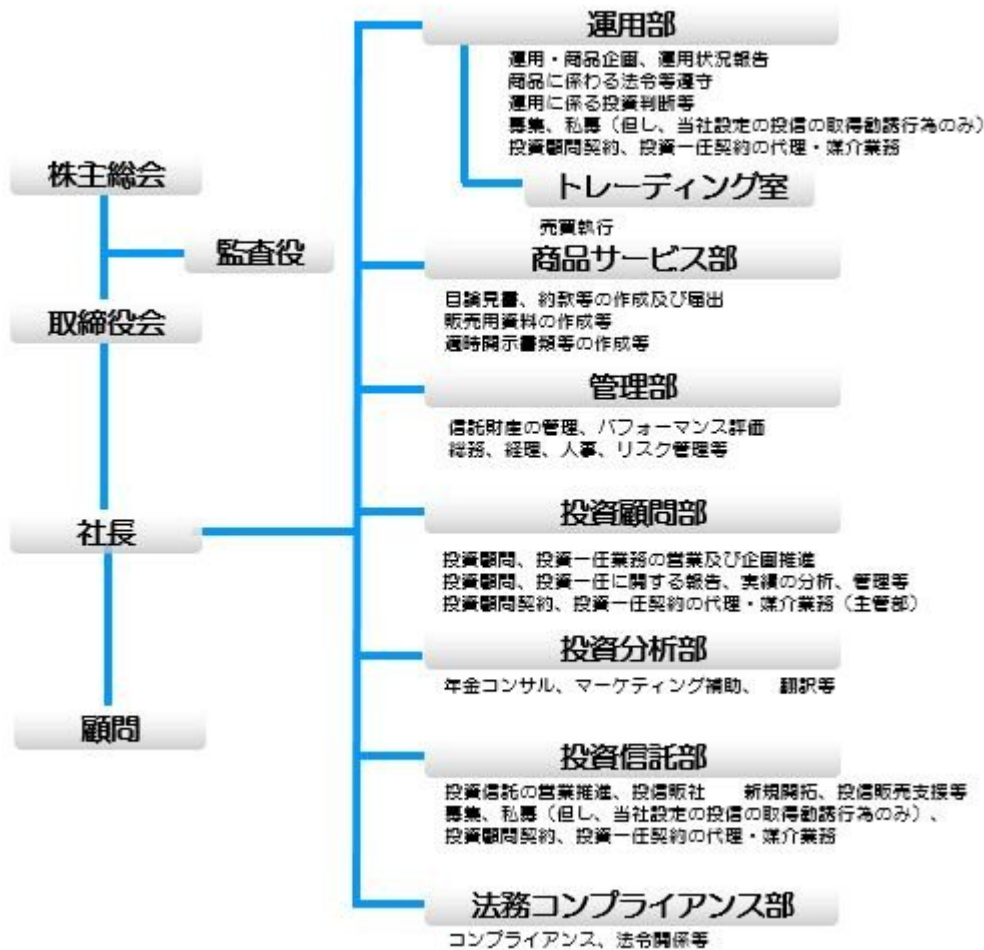 株主総会
監査役
取締役会
社長
顧問
運用部
運用・商品企画、運用状況報告
商品に係わる法令等遵守
運用に係る投資判断等
募集、私募（但し、当社設定の投信の取得勧誘行為のみ）
投資顧問契約、投資一任契約の代理・媒介業務
トレーディング室
売買執行
商品サービス部
目論見書、約款等の作成及び届出
販売用資料の作成等
適時開示書類等の作成等
管理部
信託財産の管理、パフォーマンス評価
総務、経理、人事、リスク管理等
投資顧問部
投資顧問、投資一任業務の営業及び企画推進
投資顧問、投資一任に関する報告、実績の分析、管理等
投資顧問契約、投資一任契約の代理・媒介業務（主管部）
投資分析部
年金コンサル、マーケティング補助、　翻訳等
投資信託部
投資信託の営業推進、投信販社　　新規開拓、投信販売支援等
募集、私募（但し、当社設定の投信の取得勧誘行為のみ）、
投資顧問契約、投資一任契約の代理・媒介業務
法務コンプライアンス部
コンプライアンス、法令関係等